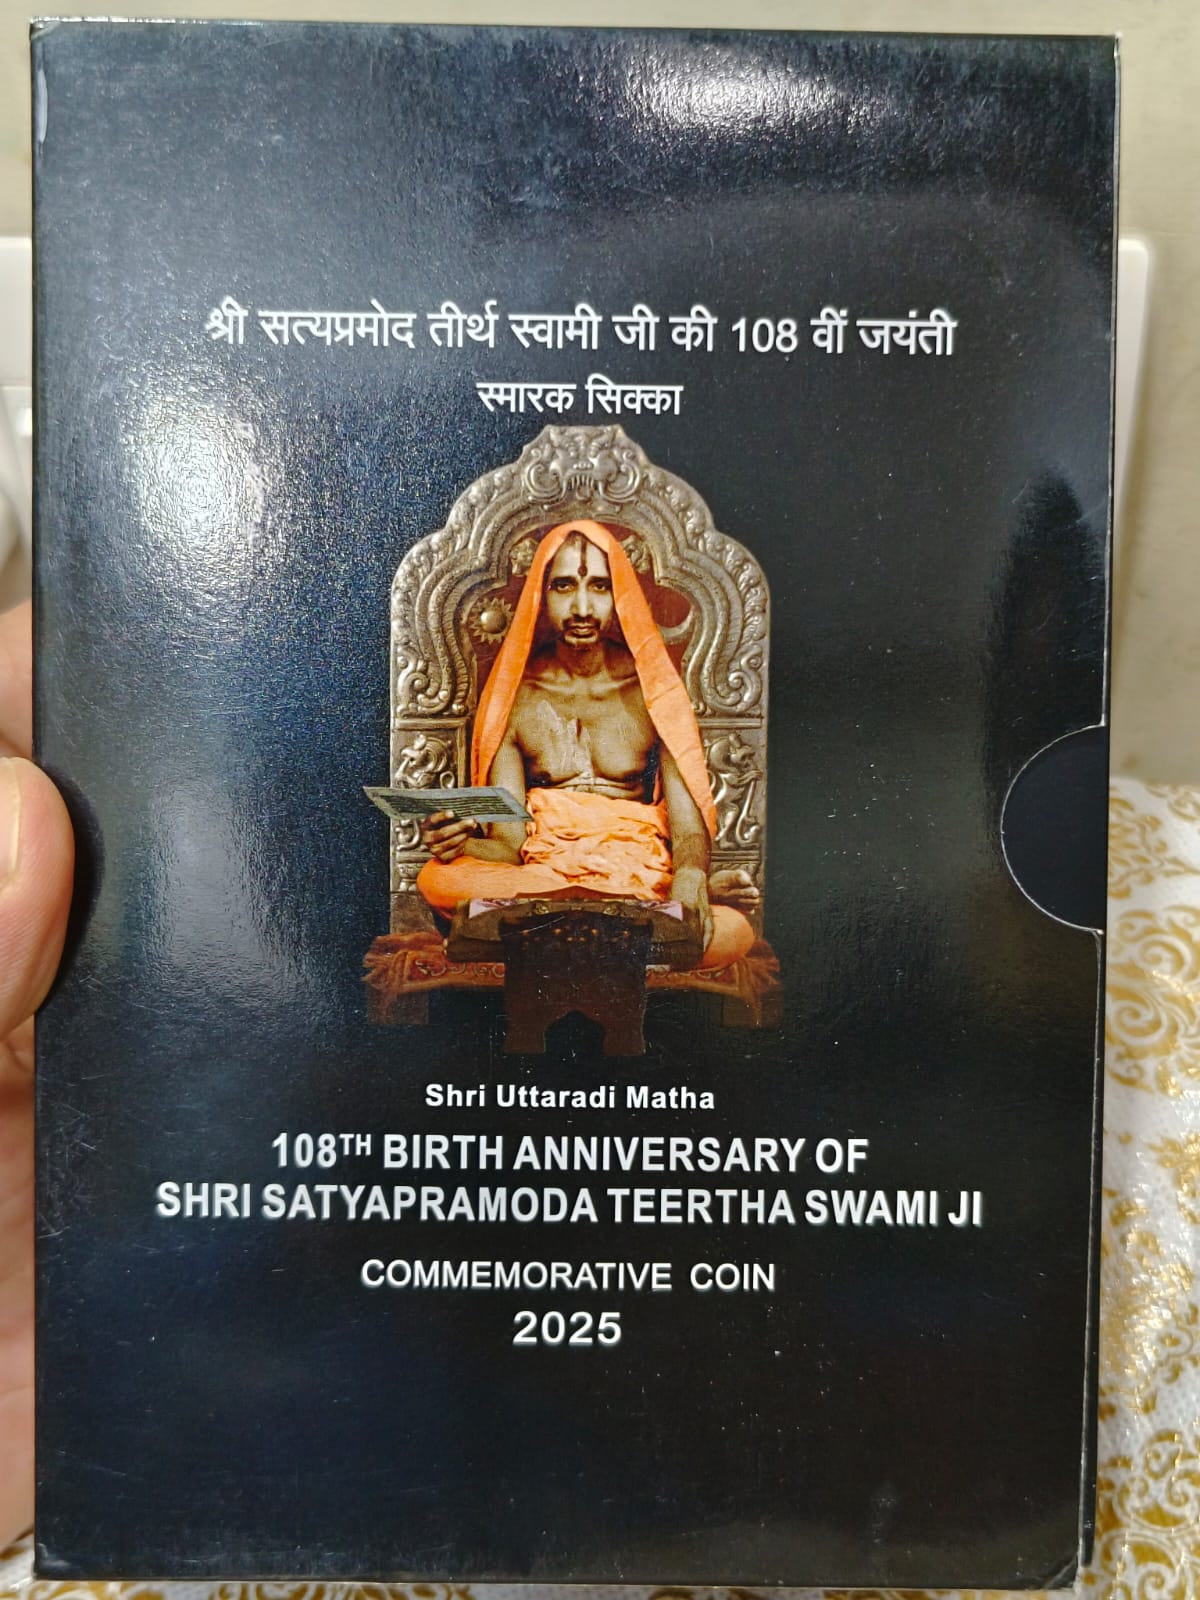 श्री सत्यप्रमोद तीर्थ स्वामी जी की 108 वीं जयंती
स्मारक सिक्का
Shri Uttaradi Matha
108TH BIRTH ANNIVERSARY OF
SHRI SATYAPRAMODA TEERTHA SWAMI JI
COMMEMORATIVE COIN
2025